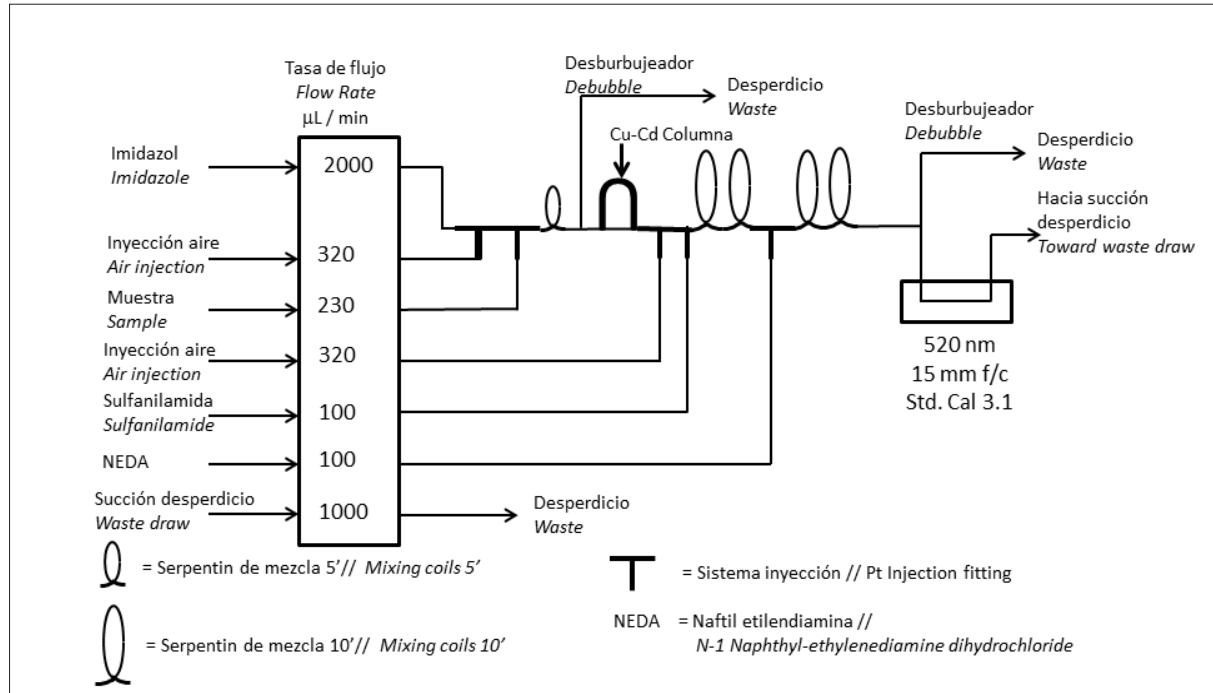 Tasa de flujo
Flow Rate
µL / min
Desburbujeador
Debubble
Desperdicio
Waste
Cu-Cd Columna
Desburbujeador
Debubble
Desperdicio
Waste
Hacia succión
desperdicio
Toward waste draw
Imidazol
Imidazole
2000
Inyección aire
Air injection
320
Muestra
Sample
230
Inyección aire
Air injection
320
Sulfanilamida
Sulfanilamide
100
NEDA
100
Succión desperdicio
Waste draw
1000
Desperdicio
Waste
520 nm
15 mm f/c
Std. Cal 3.1
= Serpentin de mezcla 5’// Mixing coils 5’
= Serpentin de mezcla 10’// Mixing coils 10’
= Sistema inyección // Pt Injection fitting
NEDA = Naftil etilendiamina //
N-1 Naphthyl-ethylenediamine dihydrochloride